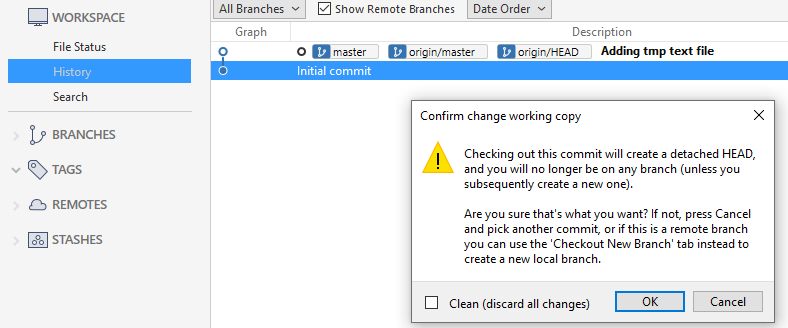 WORKSPACE
File Status
History
Search
BRANCHES
TAGS
REMOTES
STASHES
All Branches Show Remote Branches Date Order
Graph Description
master origin/master origin/HEAD Adding tmp text file
Initial commit
Confirm change working copy
Checking out this commit will create a detached HEAD,
and you will no longer be on any branch (unless you
subsequently create a new one).
Are you sure that's what you want? If not, press Cancel
and pick another commit, or if this is a remote branch
you can use the 'Checkout New Branch' tab instead to
create a new local branch.
Clean (discard all changes) OK Cancel